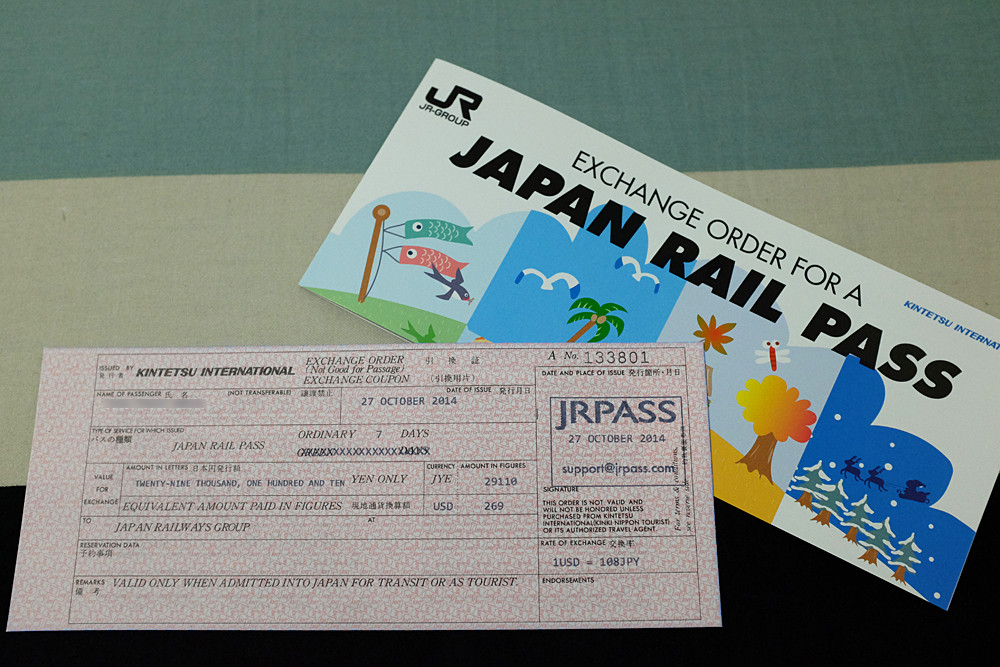 JR
JR-GROUP
EXCHANGE ORDER FOR A
JAPAN RAIL PASS
KINTETSU INTERNAT
ISSUED BY
発行者
KINTETSU INTERNATIONAL
EXCHANGE ORDER 引換証
(Not Good for Passage)
EXCHANGE COUPON (引換用片)
A No. 133801
NAME OF PASSENGER 氏名
(NOT TRANSFERABLE) 譲渡禁止
DATE OF ISSUE 発行月日
27 OCTOBER 2014
DATE AND PLACE OF ISSUE 発行箇所・月日
JRPASS
27 OCTOBER 2014
support@jrpass.com
TYPE OF SERVICE FOR WHICH ISSUED
パスの種類
JAPAN RAIL PASS
ORDINARY 7 DAYS
VALUE FOR
AMOUNT IN LETTERS 日本円発行額
TWENTY-NINE THOUSAND, ONE HUNDRED AND TEN YEN ONLY
CURRENCY AMOUNT IN FIGURES
JYE 29110
EXCHANGE EQUIVALENT AMOUNT PAID IN FIGURES 現地通貨換算額 USD 269
TO
JAPAN RAILWAYS GROUP
AT
SIGNATURE
THIS ORDER IS NOT VALID AND
WILL NOT BE HONORED UNLESS
PURCHASED FROM KINTETSU
INTERNATIONAL(KINKI NIPPON TOURIST)
OR ITS AUTHORIZED TRAVEL AGENT.
For terms & conditions,
see reverse
RESERVATION DATA
予約事項
RATE OF EXCHANGE 交換率
1USD = 108JPY
REMARKS
備考
VALID ONLY WHEN ADMITTED INTO JAPAN FOR TRANSIT OR AS TOURIST.
ENDORSEMENTS